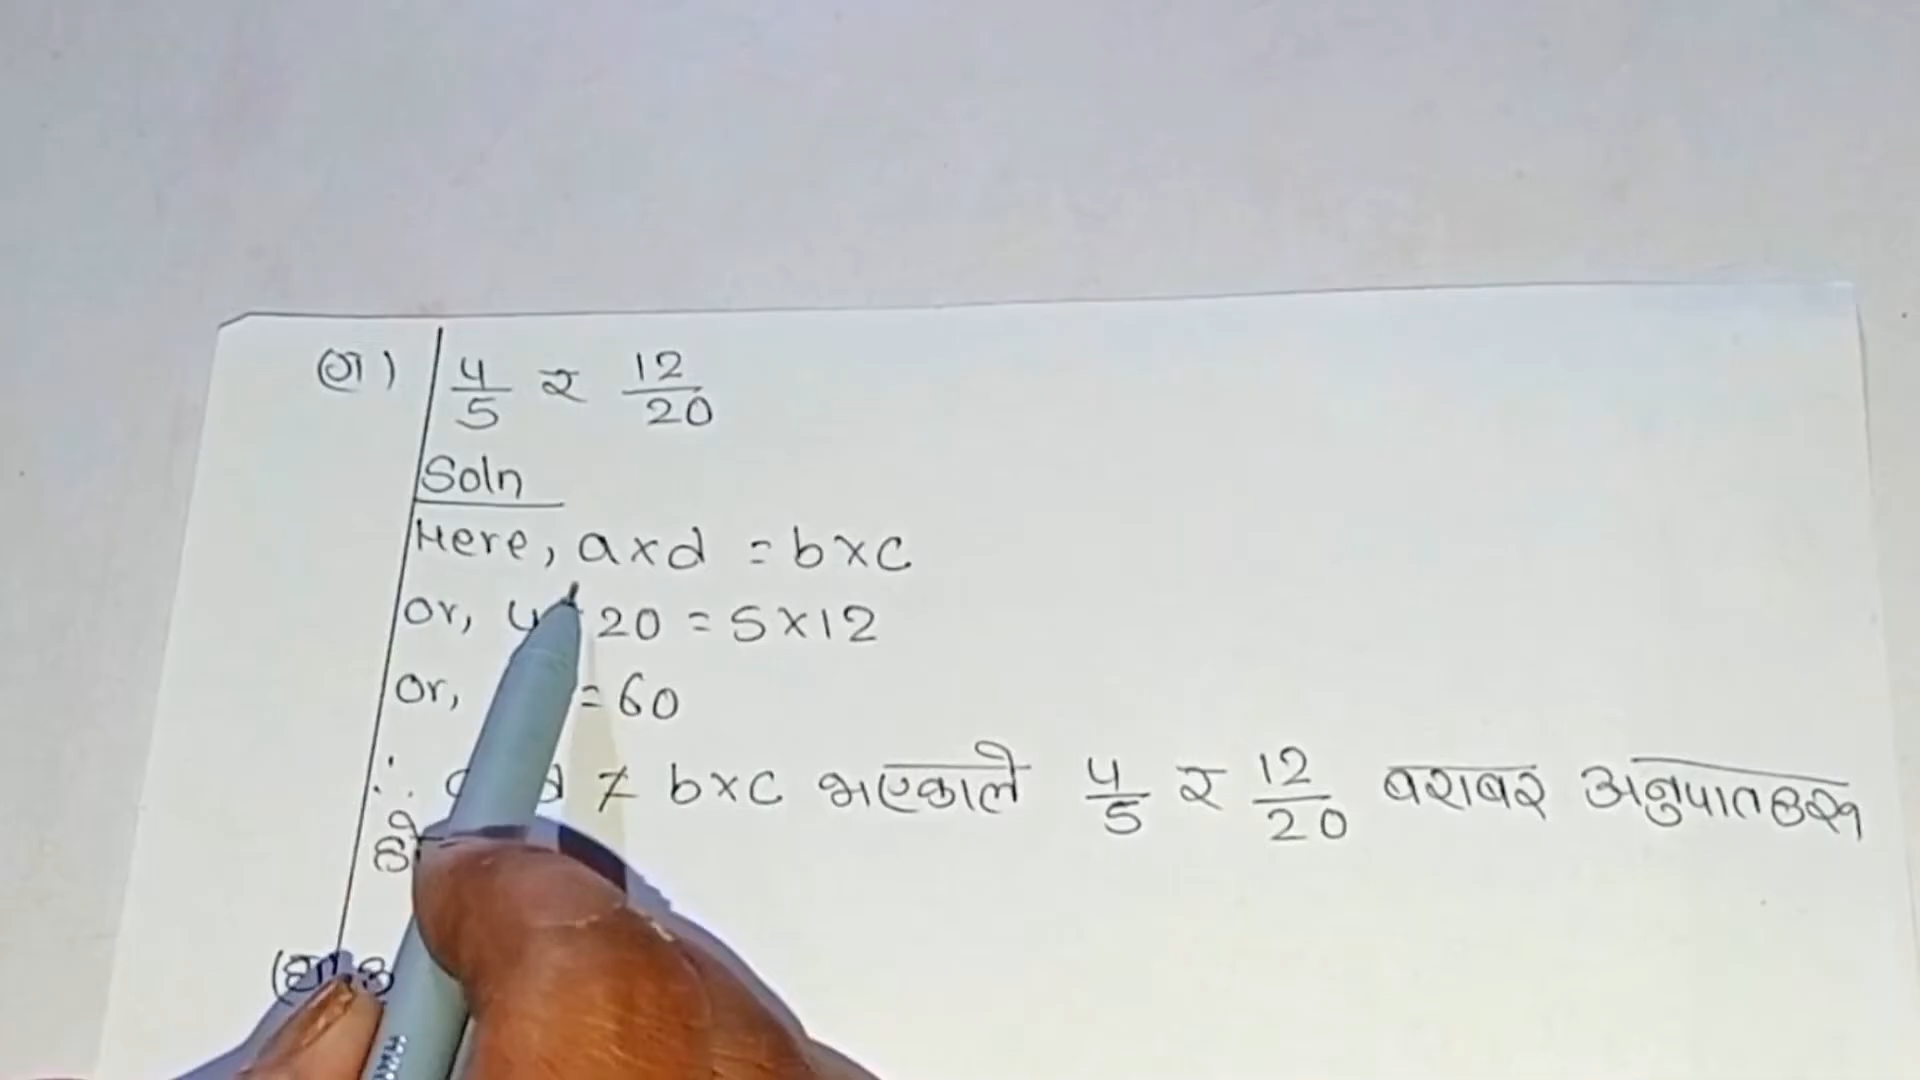 ग) 4/5 र 12/20
Soln
Here, a×d = b×c
or, 4 20 = 5×12
or, = 60
∴ d ≠ b×c भएकाले 4/5 र 12/20 बराबर अनुपातहरू